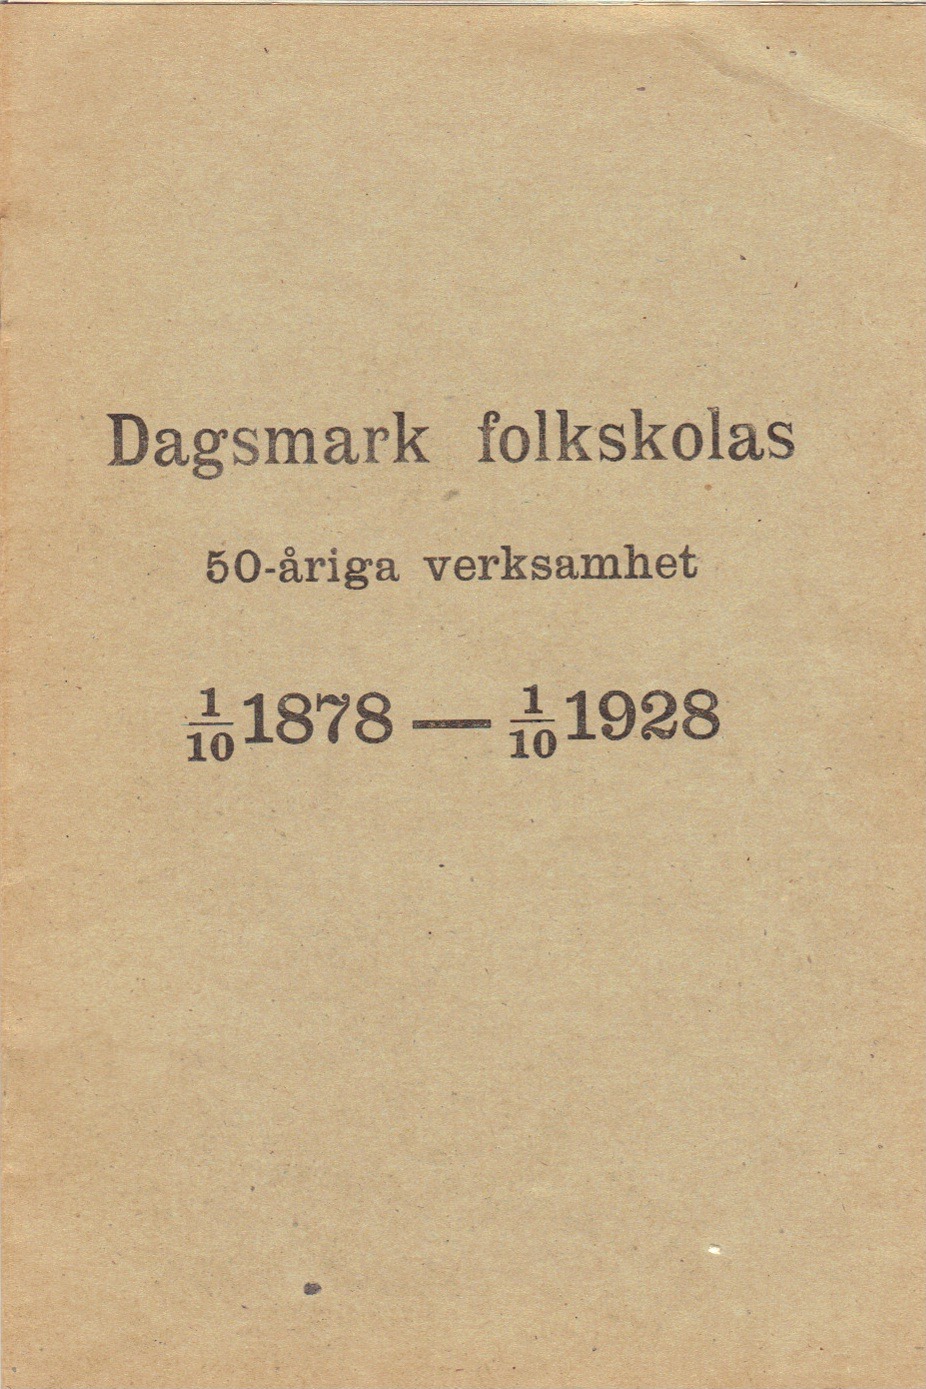 Dagsmark folkskolas
50-åriga verksamhet
1/10 1878 — 1/10 1928